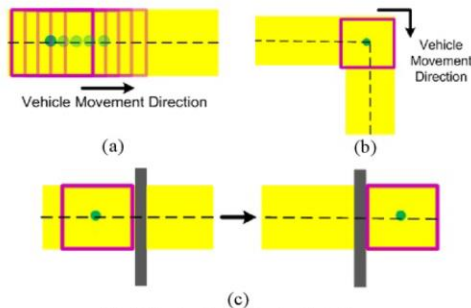 Vehicle Movement Direction
(a)
Vehicle
Movement
Direction
(b)
(c)